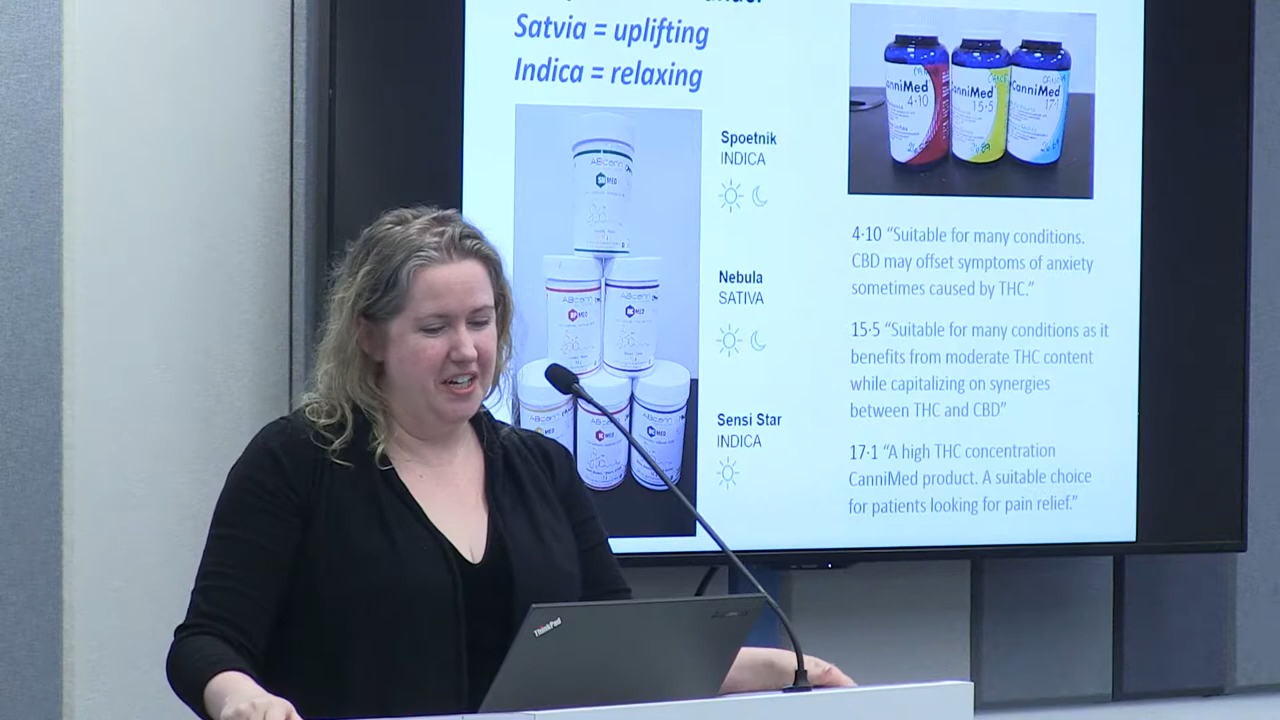 Satvia = uplifting
Indica = relaxing
Spoetnik
INDICA
Nebula
SATIVA
Sensi Star
INDICA
CanniMed
4·10
CanniMed
15·5
CanniMed
17·1
4·10 “Suitable for many conditions.
CBD may offset symptoms of anxiety
sometimes caused by THC.”
15·5 “Suitable for many conditions as it
benefits from moderate THC content
while capitalizing on synergies
between THC and CBD”
17·1 “A high THC concentration
CanniMed product. A suitable choice
for patients looking for pain relief.”
ThinkPad